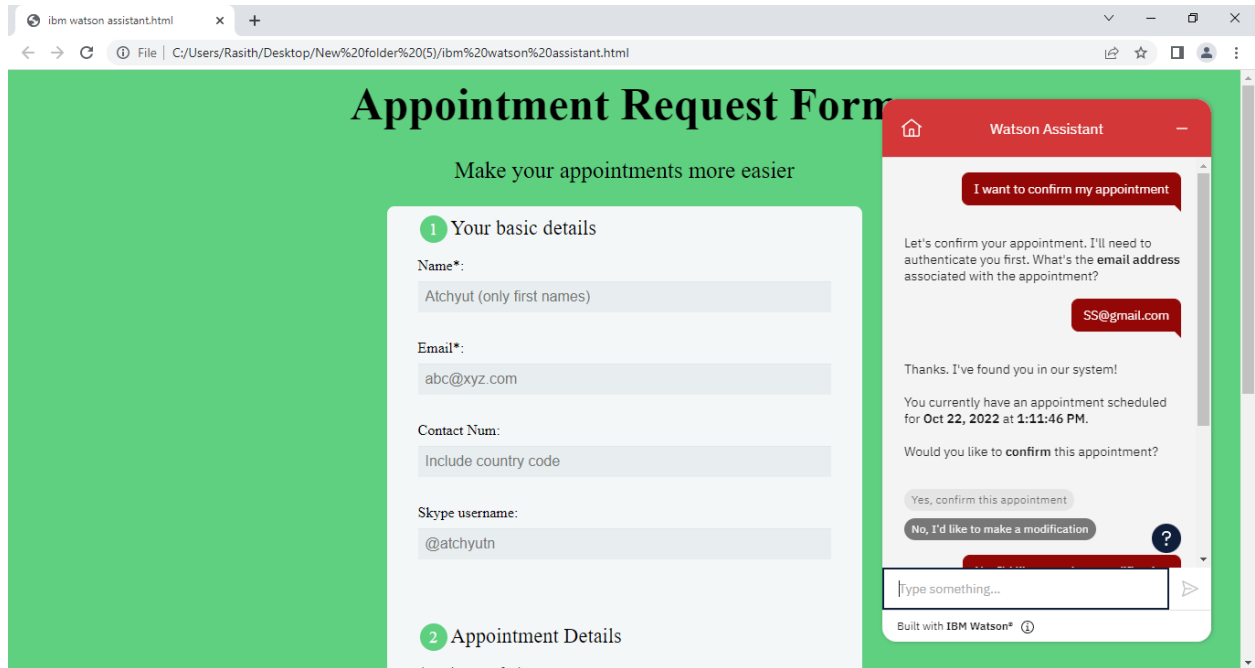 ibm watson assistant.html
File | C:/Users/Rasith/Desktop/New%20folder%20(5)/ibm%20watson%20assistant.html
Appointment Request Form
Make your appointments more easier
1 Your basic details
Name*:
Atchyut (only first names)
Email*:
abc@xyz.com
Contact Num:
Include country code
Skype username:
@atchyutn
2 Appointment Details
Watson Assistant
I want to confirm my appointment
Let's confirm your appointment. I'll need to
authenticate you first. What's the email address
associated with the appointment?
SS@gmail.com
Thanks. I've found you in our system!
You currently have an appointment scheduled
for Oct 22, 2022 at 1:11:46 PM.
Would you like to confirm this appointment?
Yes, confirm this appointment
No, I'd like to make a modification
?
Type something...
Built with IBM Watson®